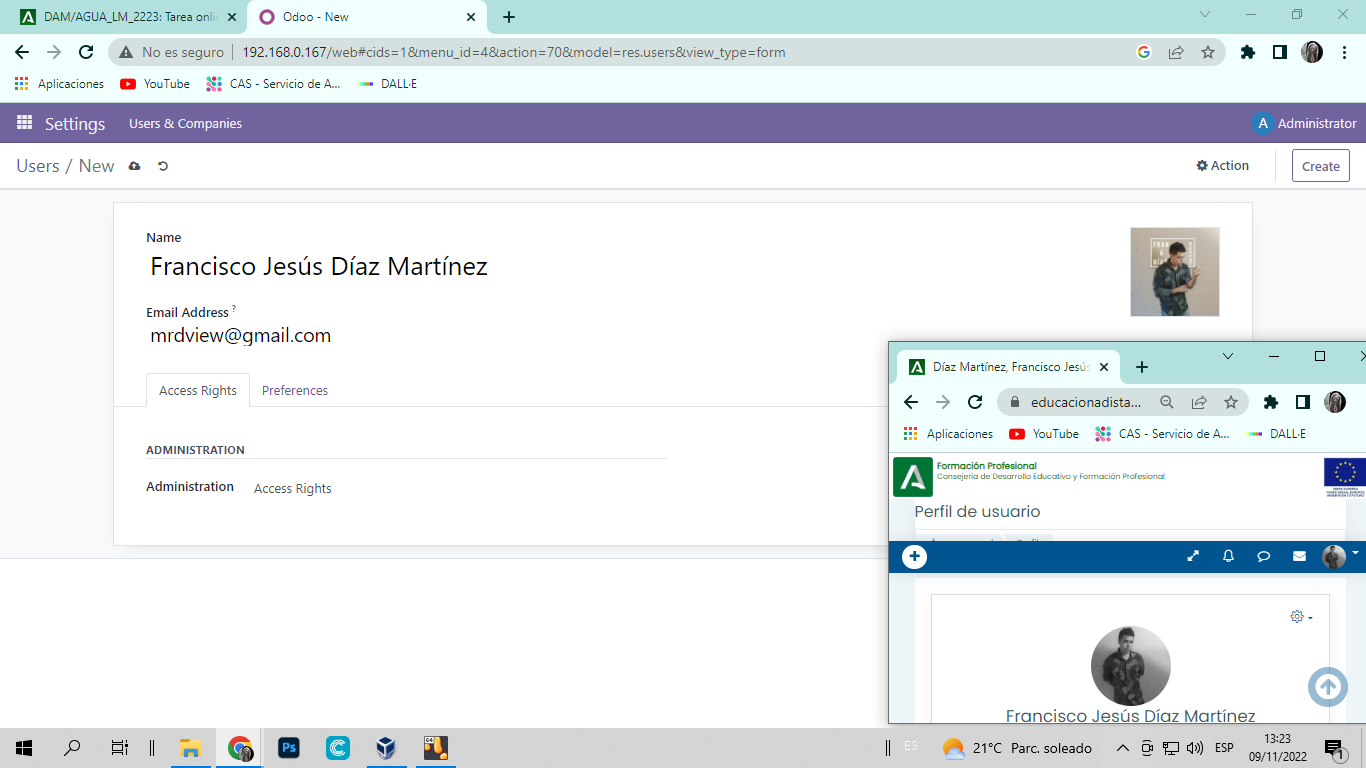 DAM/AGUA_LM_2223: Tarea onlin
Odoo - New
No es seguro
192.168.0.167/web#cids=1&menu_id=4&action=70&model=res.users&view_type=form
Aplicaciones
YouTube
CAS - Servicio de A...
DALL·E
Settings
Users & Companies
A
Administrator
Users / New
Action
Create
Name
Francisco Jesús Díaz Martínez
Email Address ?
mrdview@gmail.com
Access Rights
Preferences
ADMINISTRATION
Administration
Access Rights
Díaz Martínez, Francisco Jesús
educacionadista...
Aplicaciones
YouTube
CAS - Servicio de A...
DALL·E
Formación Profesional
Consejería de Desarrollo Educativo y Formación Profesional
Perfil de usuario
Francisco Jesús Díaz Martínez
Ps
ES
21°C Parc. soleado
ESP
13:23
09/11/2022
1